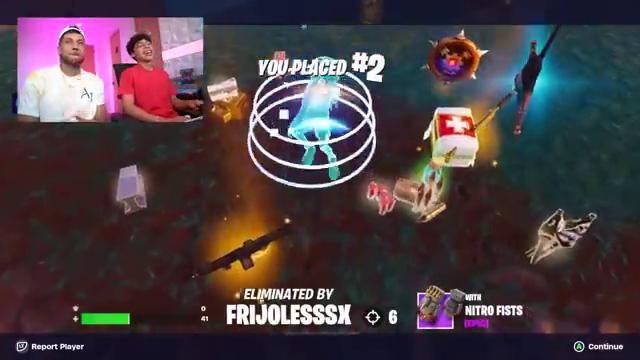 YOU PLACED #2
ELIMINATED BY
FRIJOLESSSX
6
WITH
NITRO FISTS
[EPIC]
0
41
Report Player
A Continue